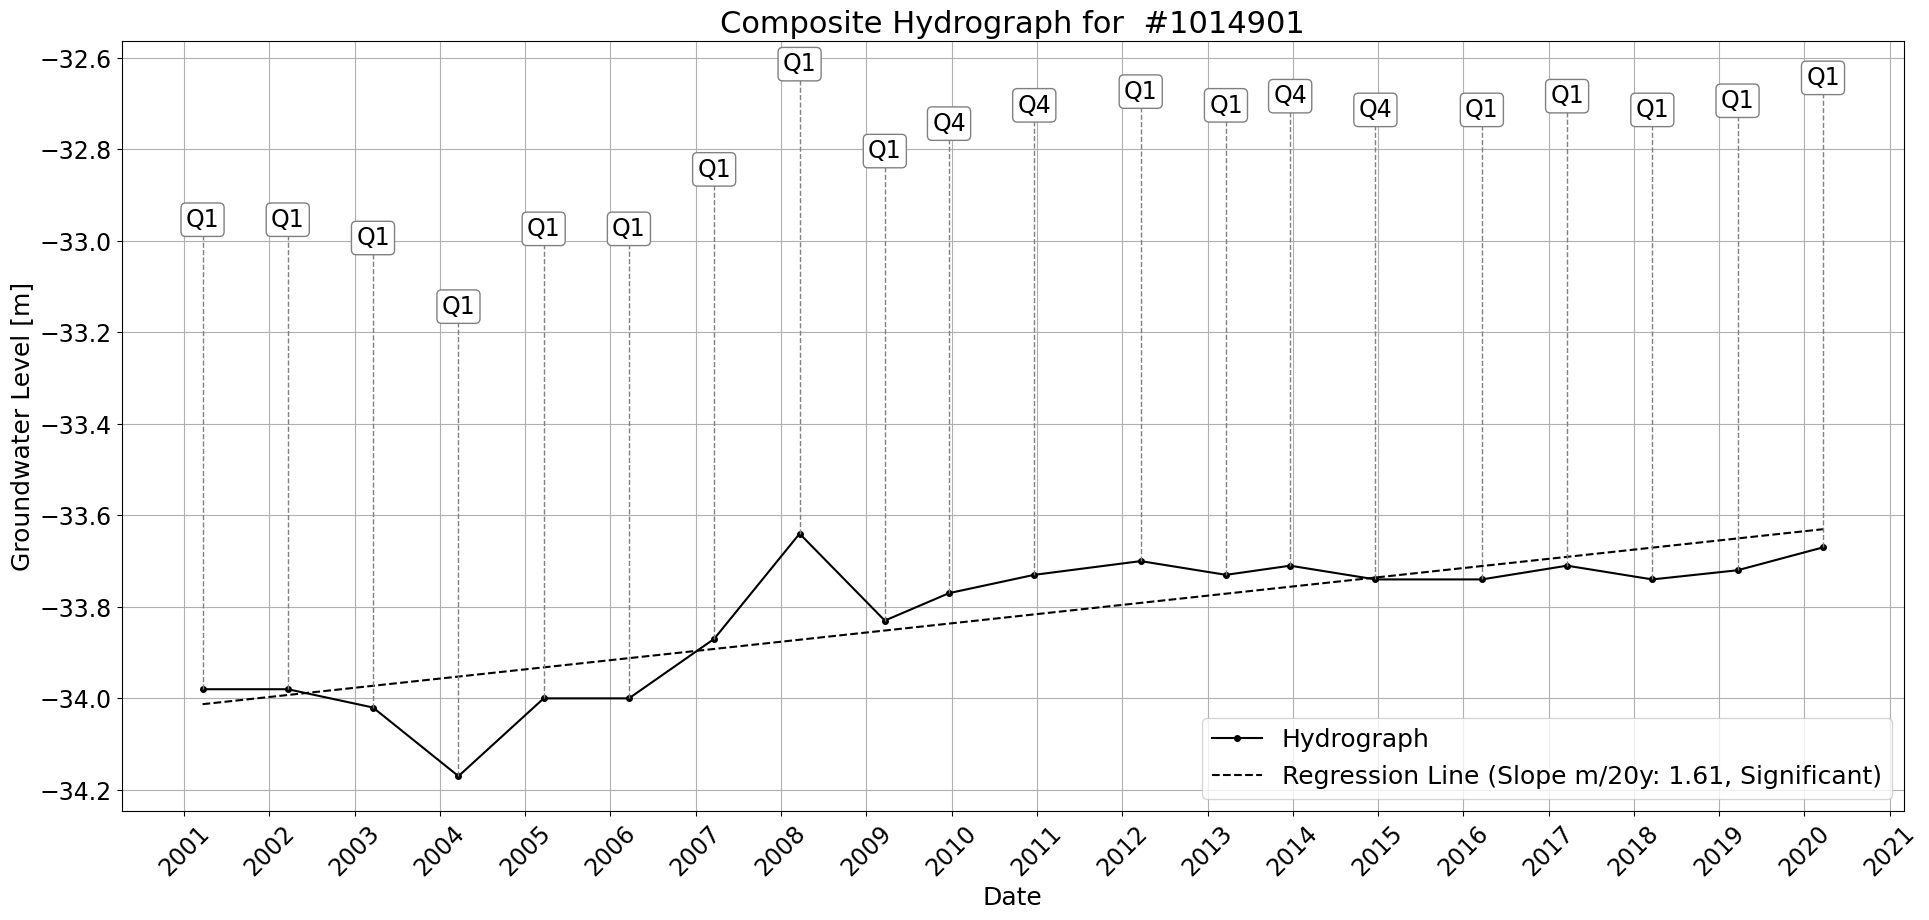 Composite Hydrograph for  #1014901
−32.6
−32.8
−33.0
−33.2
−33.4
−33.6
−33.8
−34.0
−34.2
Groundwater Level [m]
Q1
Q1
Q1
Q1
Q1
Q1
Q1
Q1
Q1
Q4
Q4
Q1
Q1
Q4
Q4
Q1
Q1
Q1
Q1
Q1
Hydrograph
Regression Line (Slope m/20y: 1.61, Significant)
2001
2002
2003
2004
2005
2006
2007
2008
2009
2010
2011
2012
2013
2014
2015
2016
2017
2018
2019
2020
2021
Date